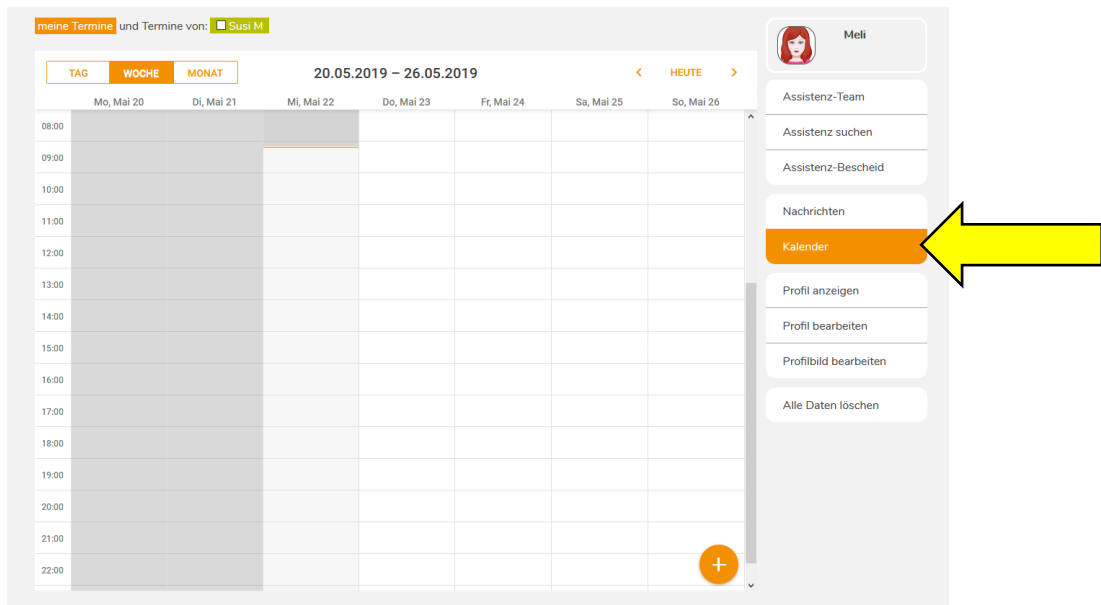 meine Termine und Termine von: Susi M
TAG WOCHE MONAT 20.05.2019 – 26.05.2019 HEUTE
Mo, Mai 20 Di, Mai 21 Mi, Mai 22 Do, Mai 23 Fr, Mai 24 Sa, Mai 25 So, Mai 26
08:00
09:00
10:00
11:00
12:00
13:00
14:00
15:00
16:00
17:00
18:00
19:00
20:00
21:00
22:00
Meli
Assistenz-Team
Assistenz suchen
Assistenz-Bescheid
Nachrichten
Kalender
Profil anzeigen
Profil bearbeiten
Profilbild bearbeiten
Alle Daten löschen